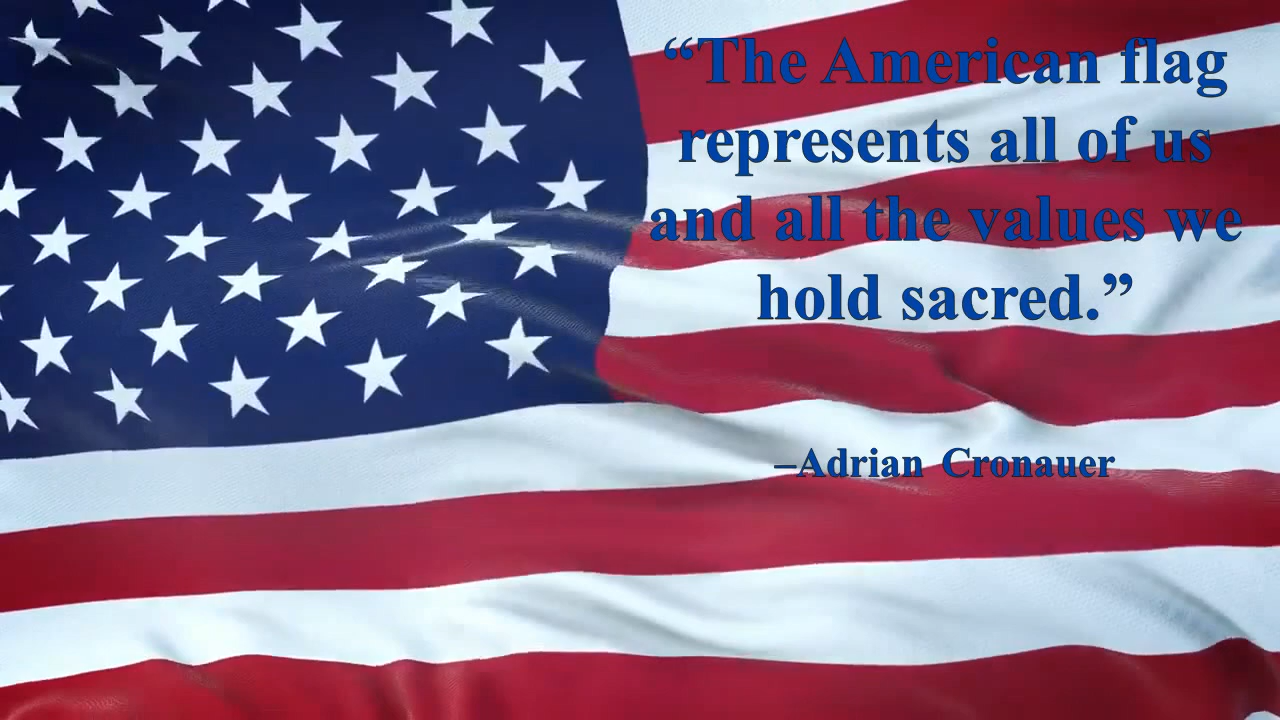 “The American flag
represents all of us
and all the values we
hold sacred.”
–Adrian Cronauer